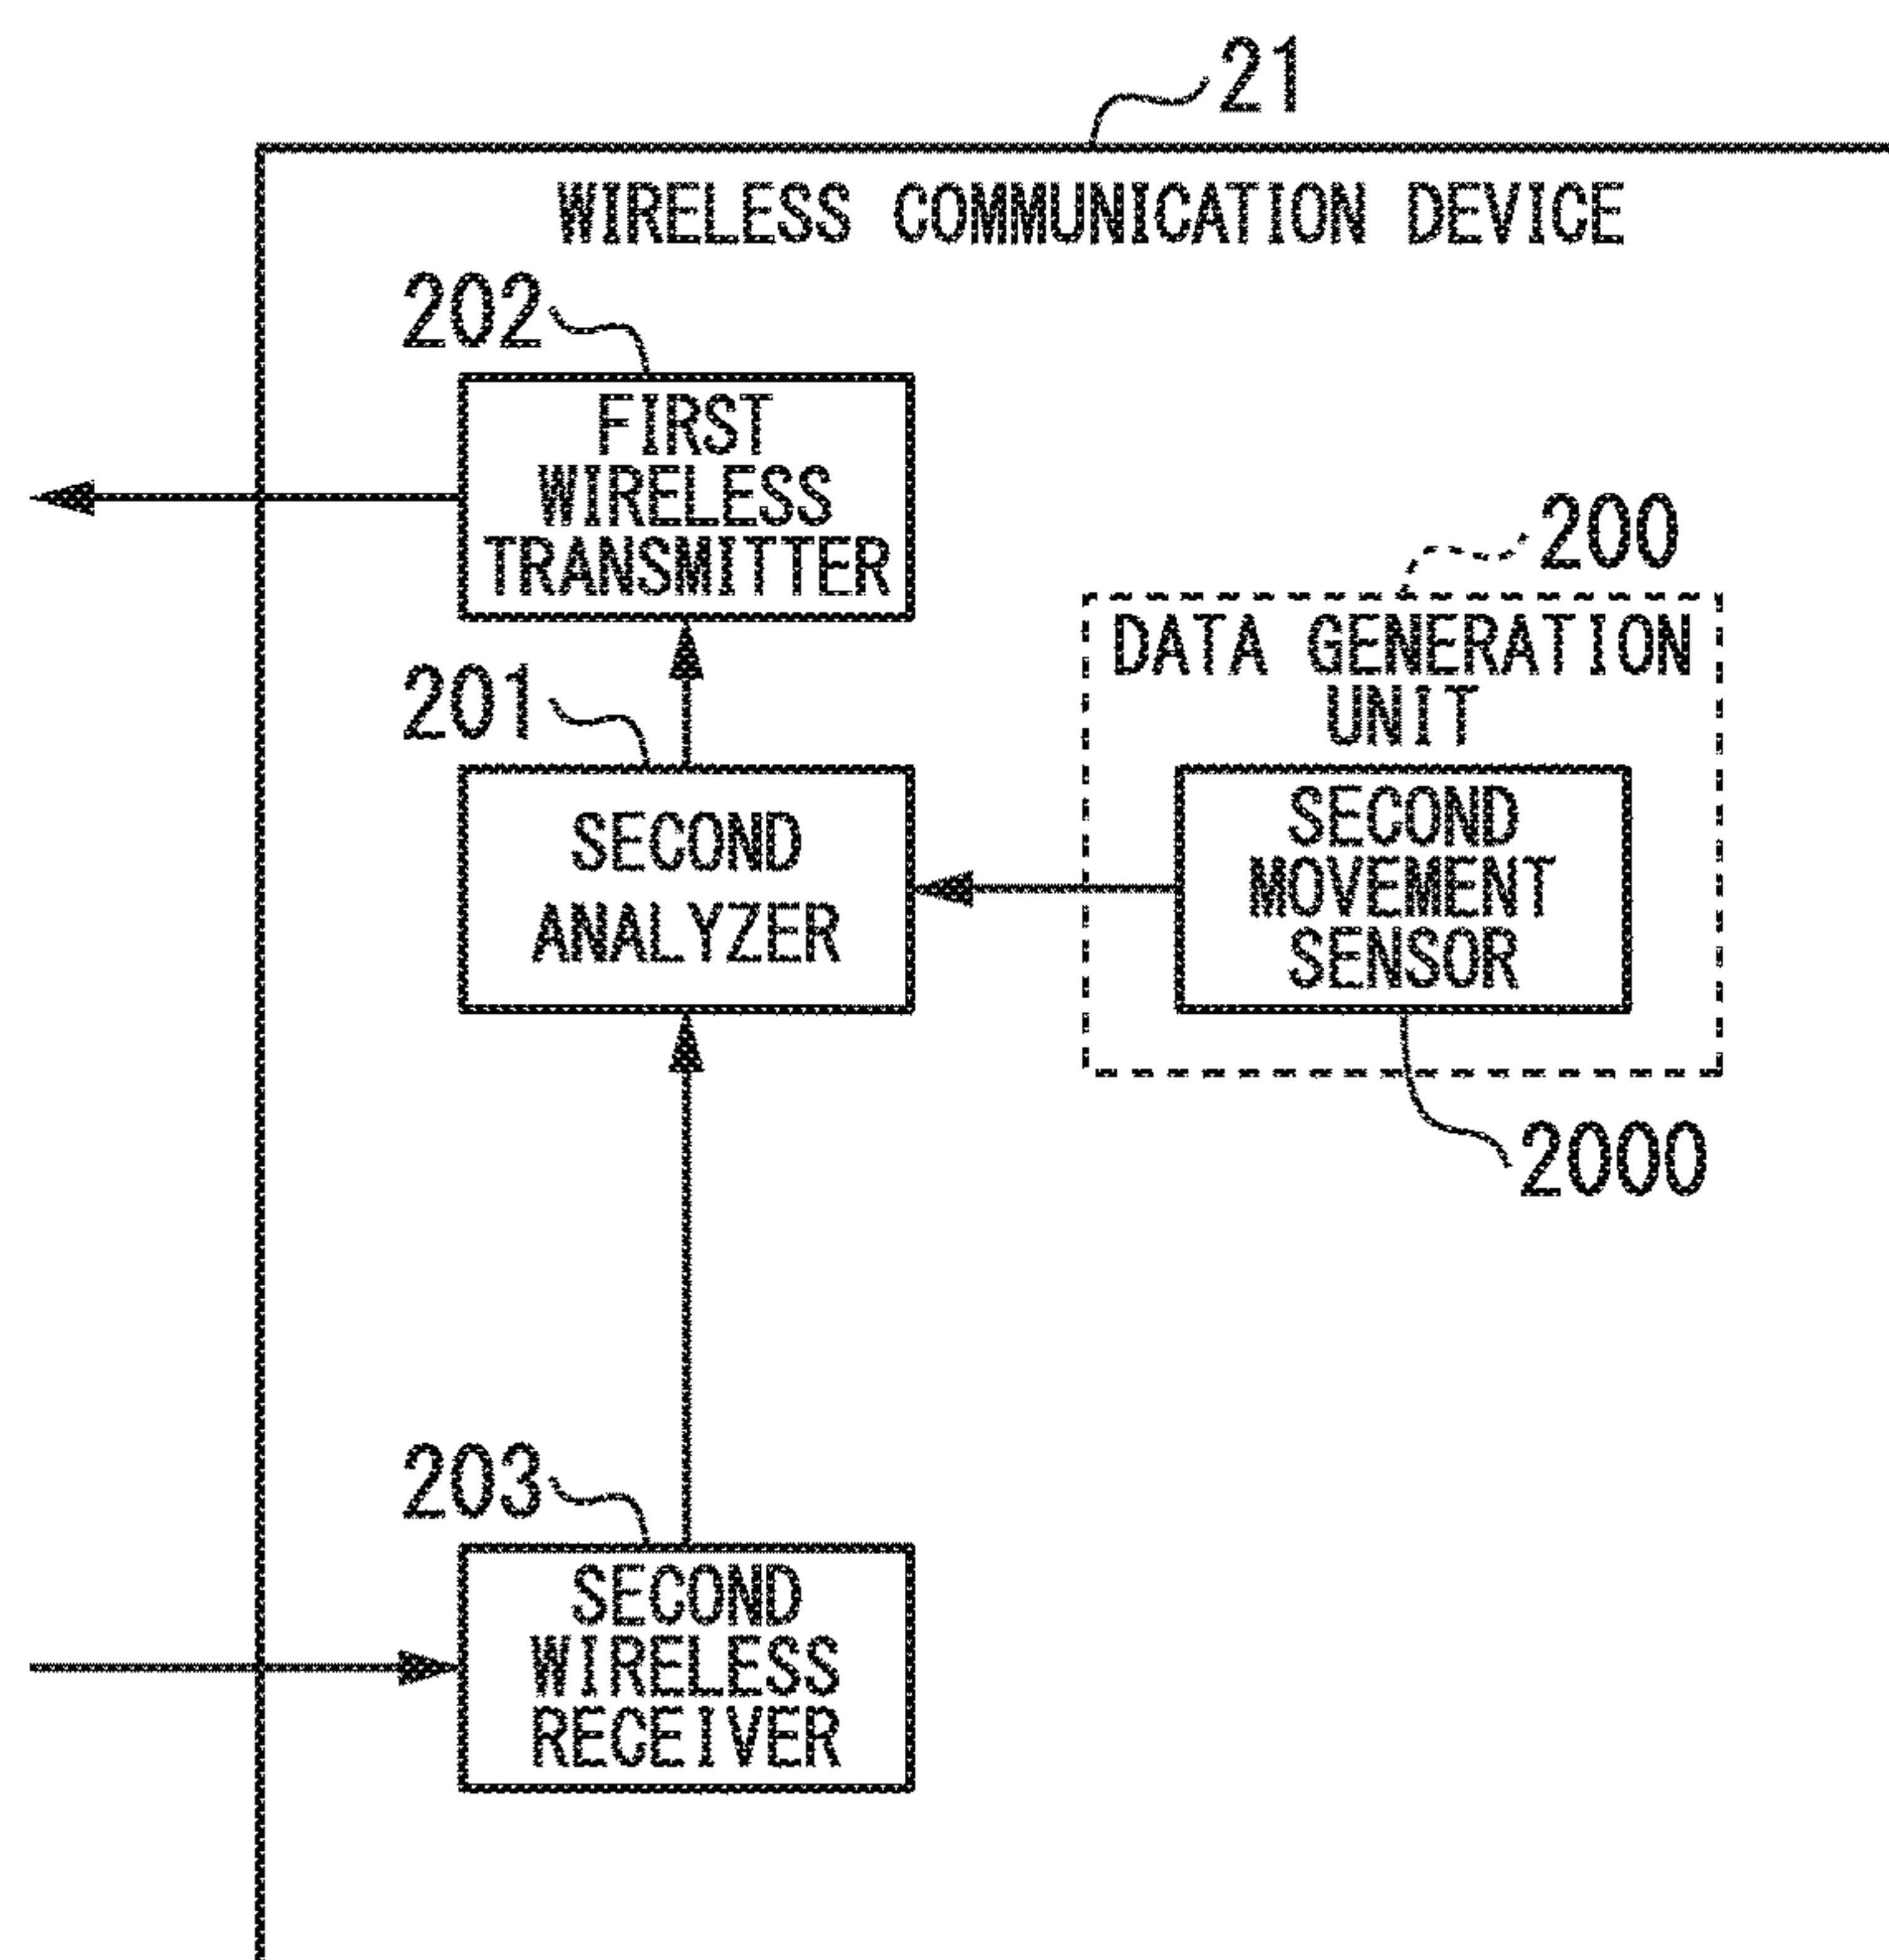 21
WIRELESS COMMUNICATION DEVICE
202
FIRST
WIRELESS
TRANSMITTER
200
DATA GENERATION
UNIT
201
SECOND
ANALYZER
SECOND
MOVEMENT
SENSOR
2000
203
SECOND
WIRELESS
RECEIVER